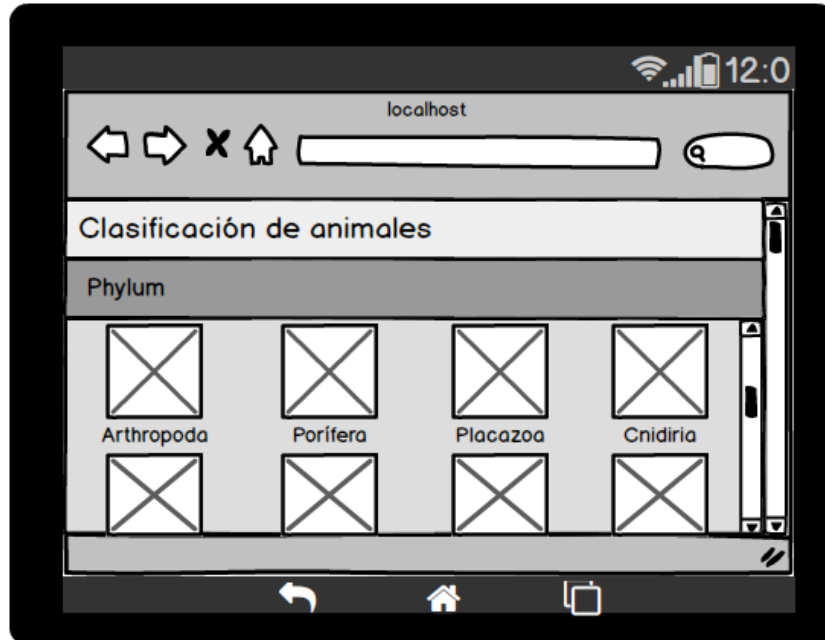 12:0
localhost
Clasificación de animales
Phylum
Arthropoda Porífera Placazoa Cnidiria